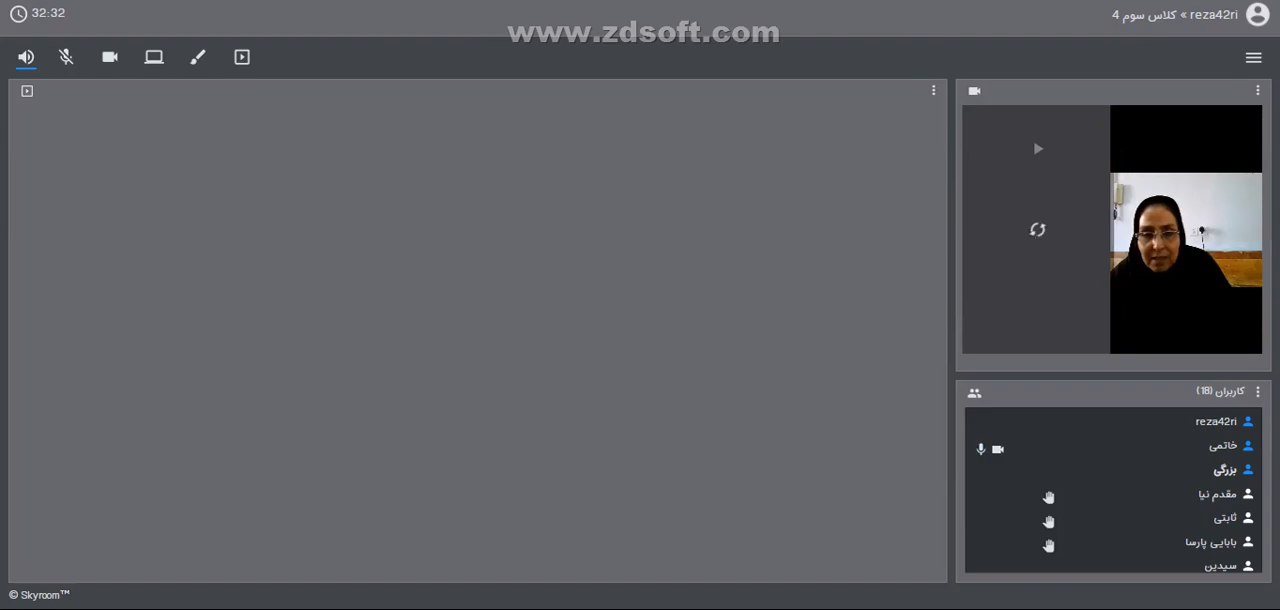 32:32
www.zdsoft.com
reza42ri » کلاس سوم 4
کاربران (18)
reza42ri
خاتمی
بزرگی
مقدم نیا
ثابتی
بابایی پارسا
سیدین
© Skyroom™